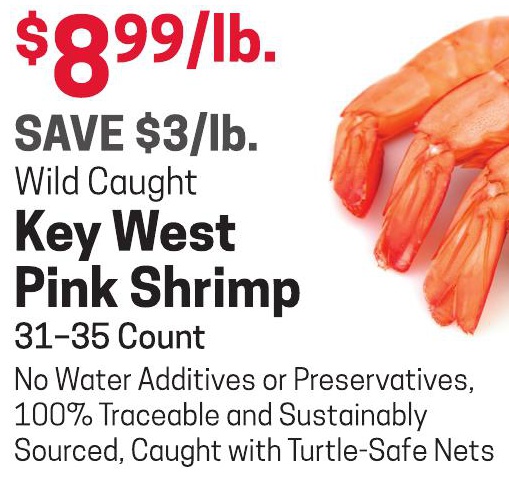 $8.99/lb.
SAVE $3/lb.
Wild Caught
Key West
Pink Shrimp
31–35 Count
No Water Additives or Preservatives,
100% Traceable and Sustainably
Sourced, Caught with Turtle-Safe Nets